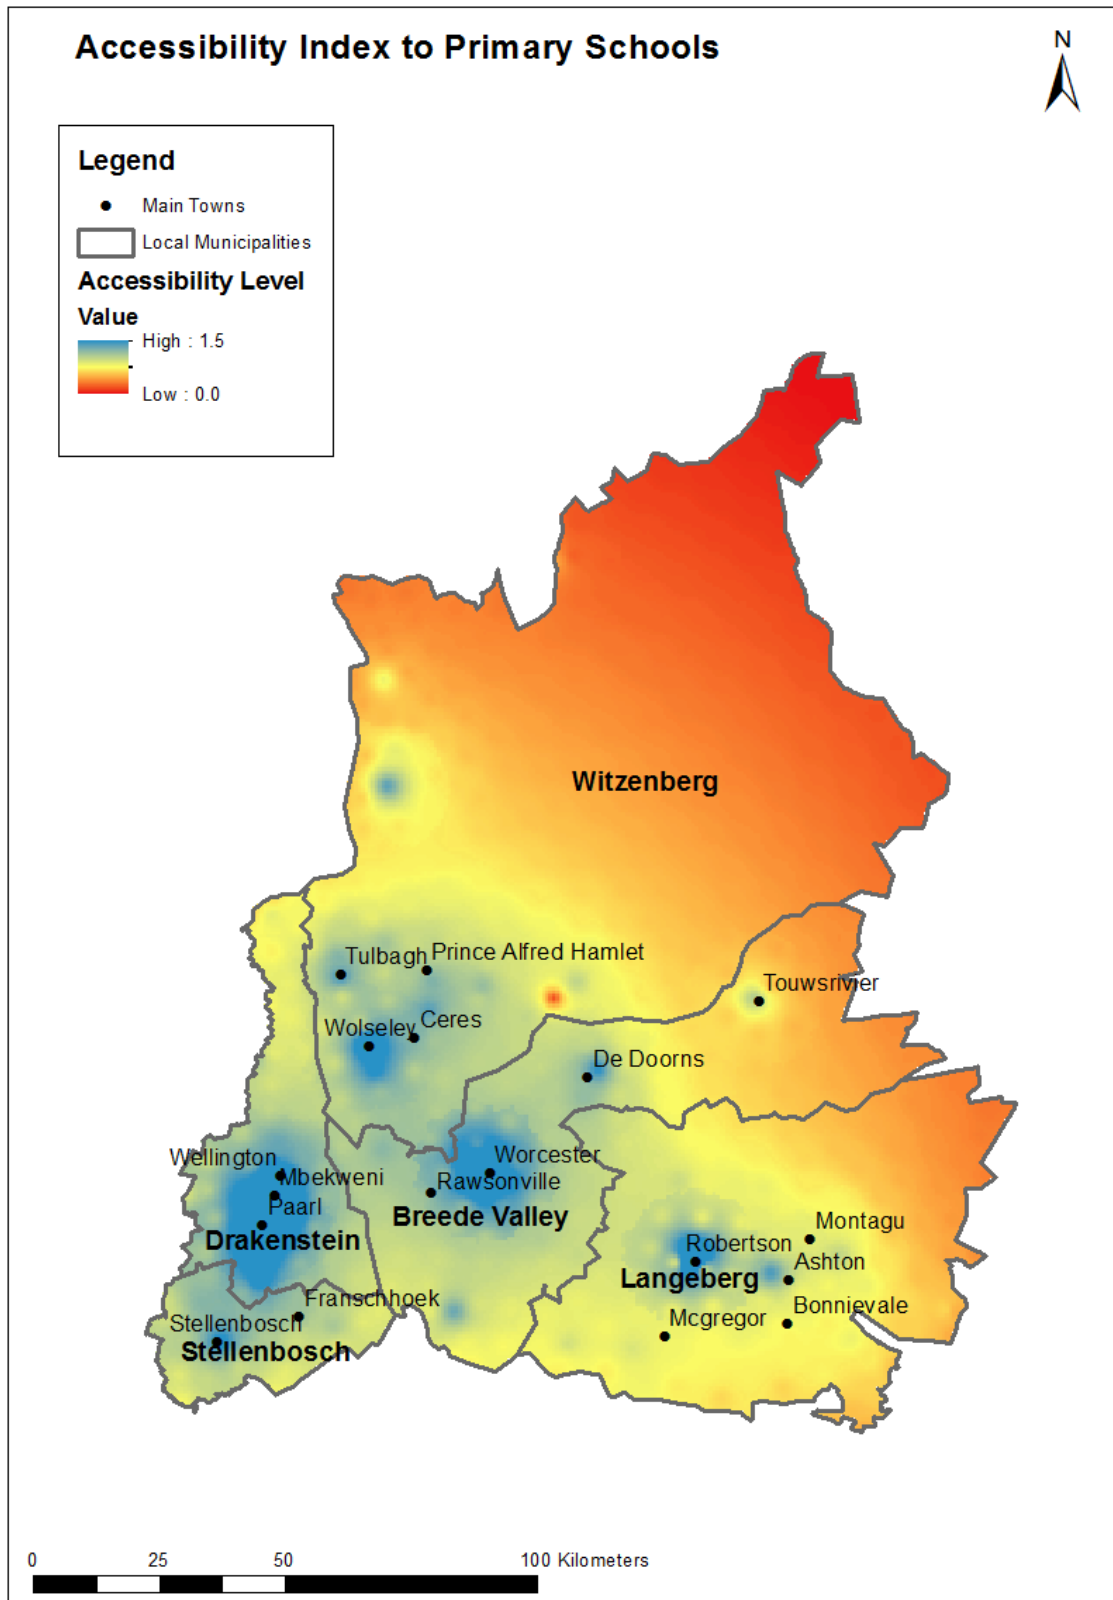 Accessibility Index to Primary Schools
N
Legend
Main Towns
Local Municipalities
Accessibility Level
Value
High : 1.5
Low : 0.0
Witzenberg
Tulbagh
Prince Alfred Hamlet
Touwsrivier
Wolseley
Ceres
De Doorns
Wellington
Mbekweni
Worcester
Rawsonville
Paarl
Breede Valley
Drakenstein
Montagu
Robertson
Ashton
Langeberg
Franschhoek
Bonnievale
Mcgregor
Stellenbosch
Stellenbosch
0 25 50 100 Kilometers